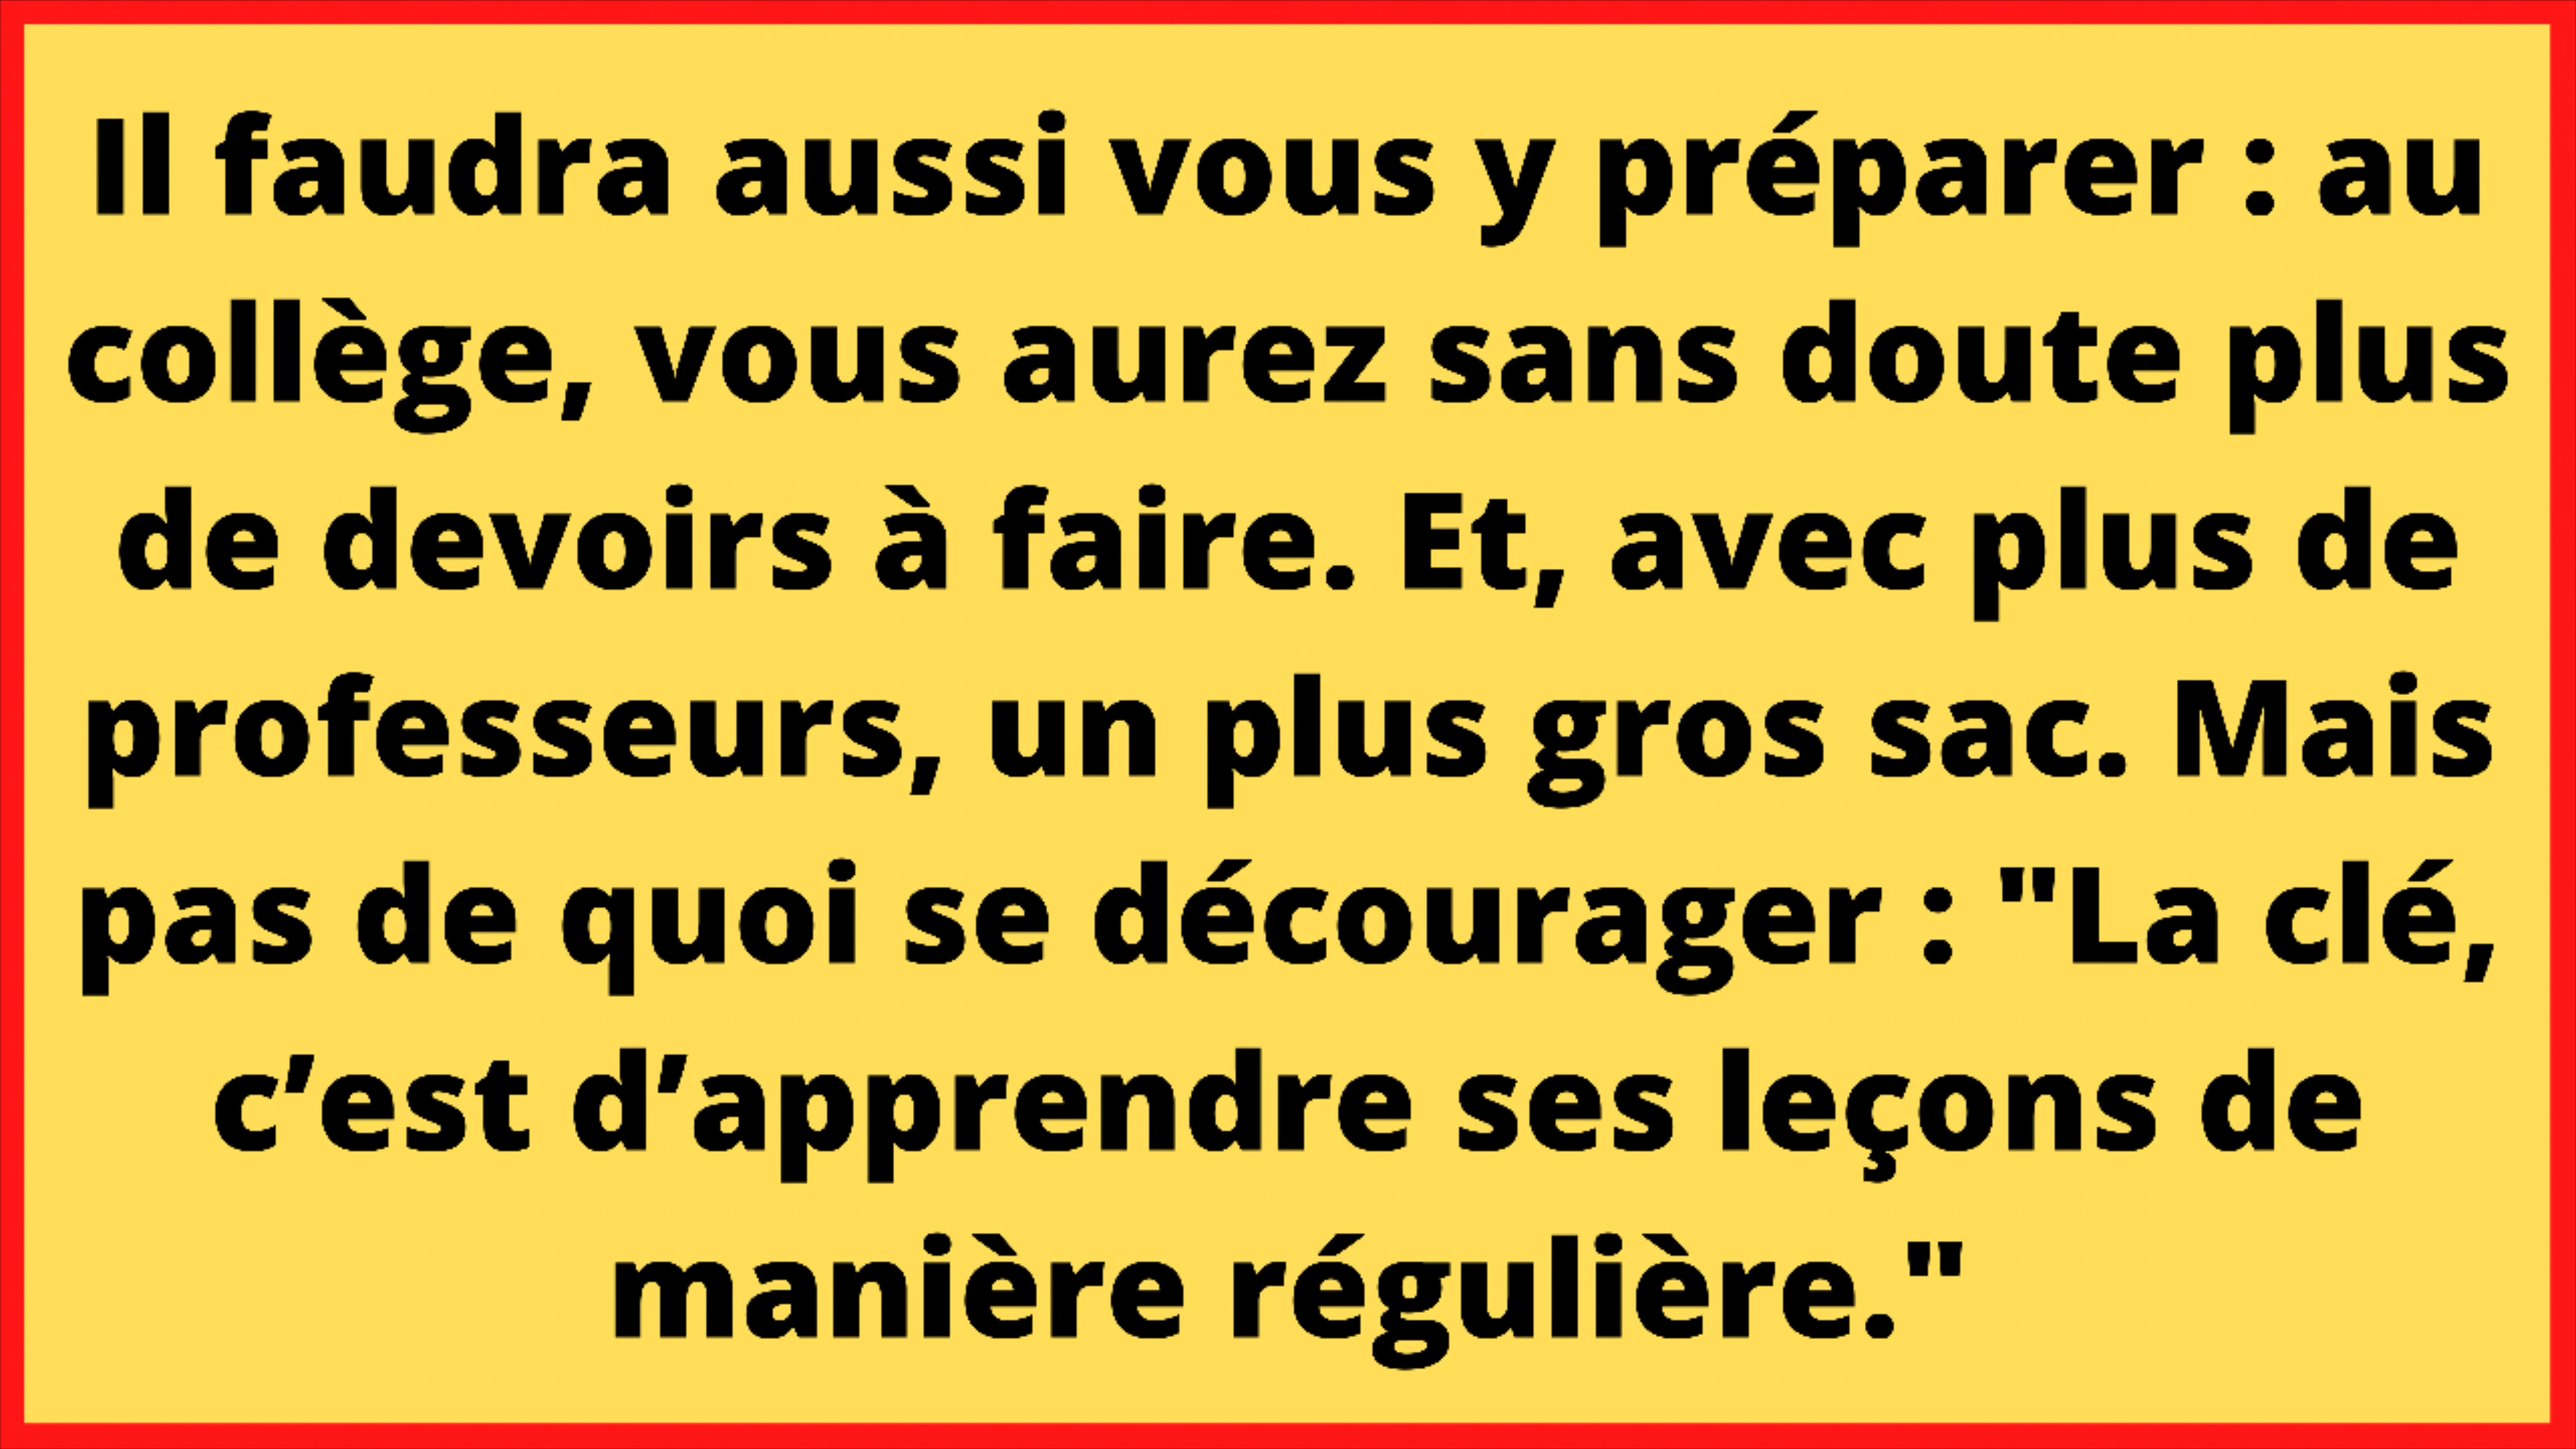 Il faudra aussi vous y préparer : au
collège, vous aurez sans doute plus
de devoirs à faire. Et, avec plus de
professeurs, un plus gros sac. Mais
pas de quoi se décourager : "La clé,
c’est d’apprendre ses leçons de
manière régulière."